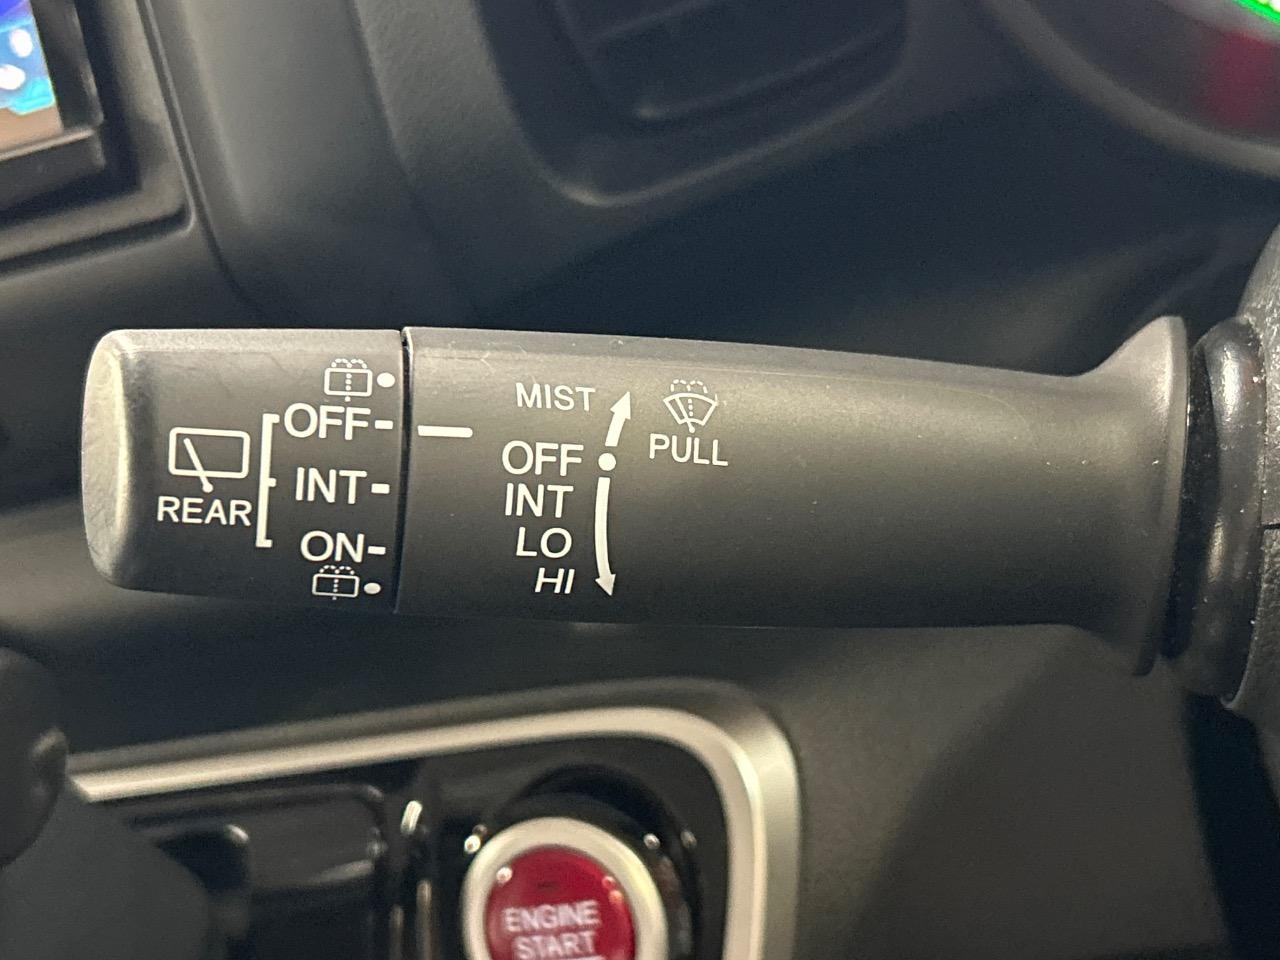 REAR
OFF
INT
ON
MIST
OFF
INT
LO
HI
PULL
ENGINE
START